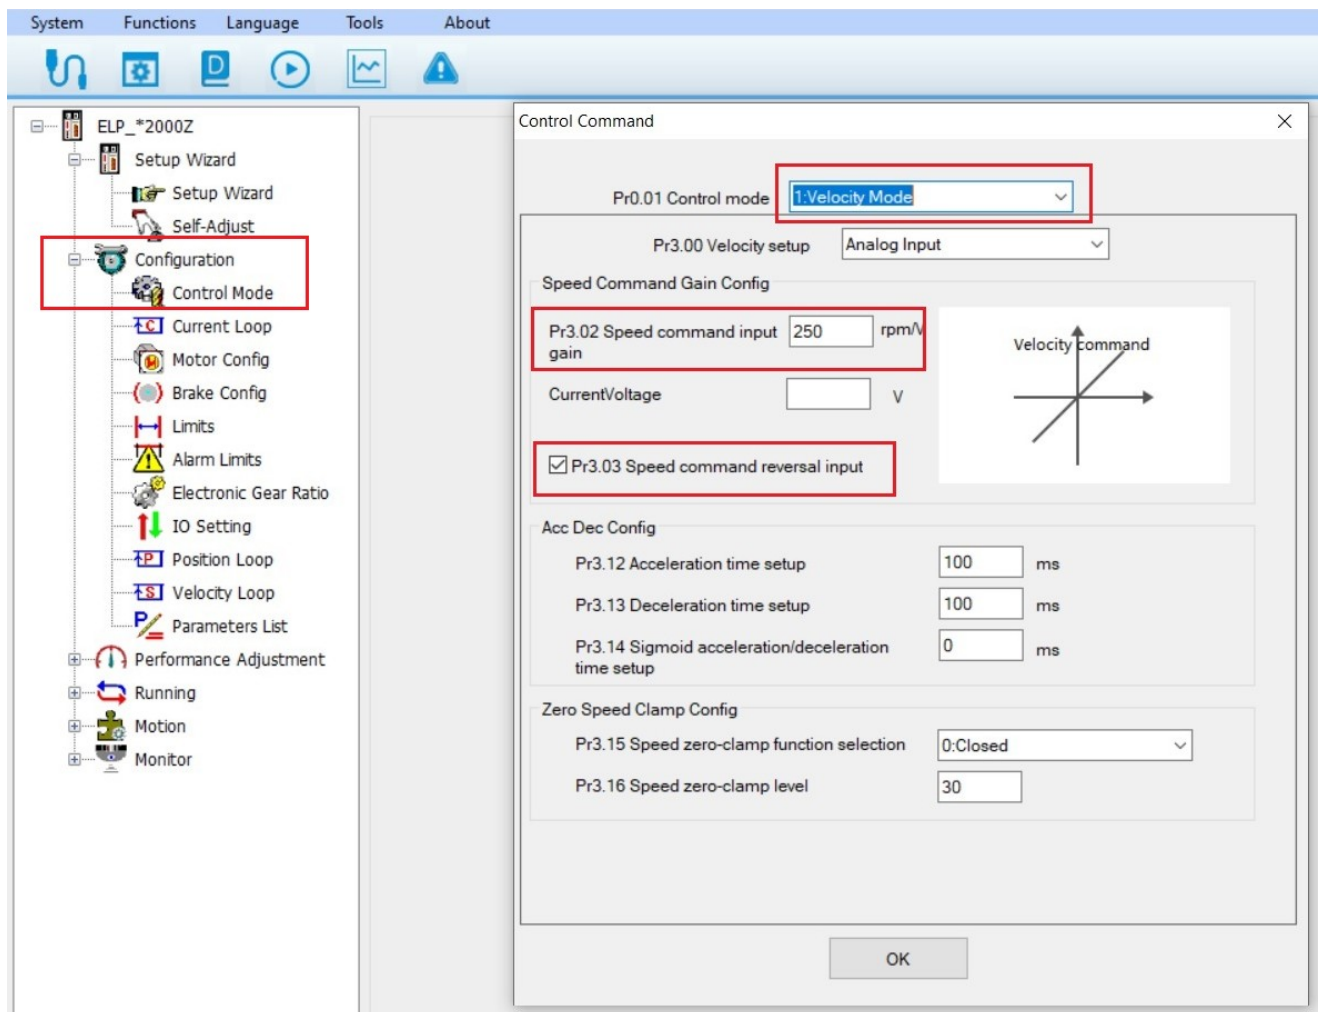 System Functions Language Tools About
D
ELP_*2000Z
Setup Wizard
Setup Wizard
Self-Adjust
Configuration
Control Mode
C Current Loop
M Motor Config
Brake Config
Limits
Alarm Limits
Electronic Gear Ratio
IO Setting
P Position Loop
S Velocity Loop
P Parameters List
Performance Adjustment
Running
Motion
Monitor
Control Command
Pr0.01 Control mode 1:Velocity Mode
Pr3.00 Velocity setup Analog Input
Speed Command Gain Config
Pr3.02 Speed command input 250 rpm/V
gain
CurrentVoltage V
Pr3.03 Speed command reversal input
Velocity command
Acc Dec Config
Pr3.12 Acceleration time setup 100 ms
Pr3.13 Deceleration time setup 100 ms
Pr3.14 Sigmoid acceleration/deceleration 0 ms
time setup
Zero Speed Clamp Config
Pr3.15 Speed zero-clamp function selection 0:Closed
Pr3.16 Speed zero-clamp level 30
OK